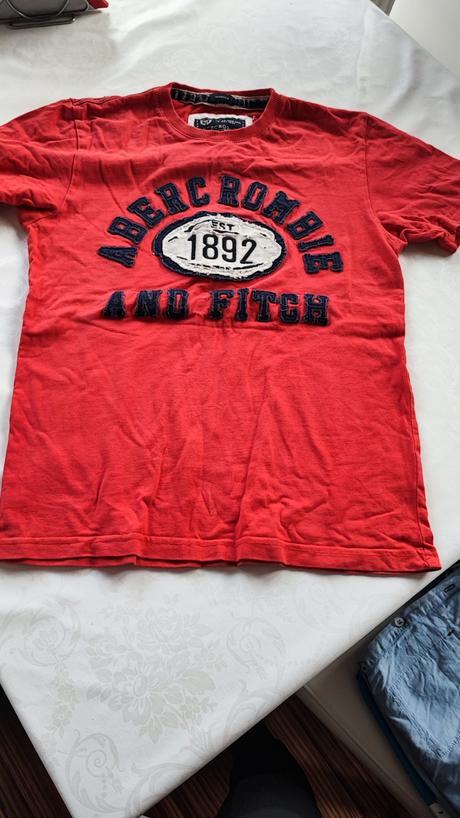 ABERCROMBIE
EST
1892
AND FITCH